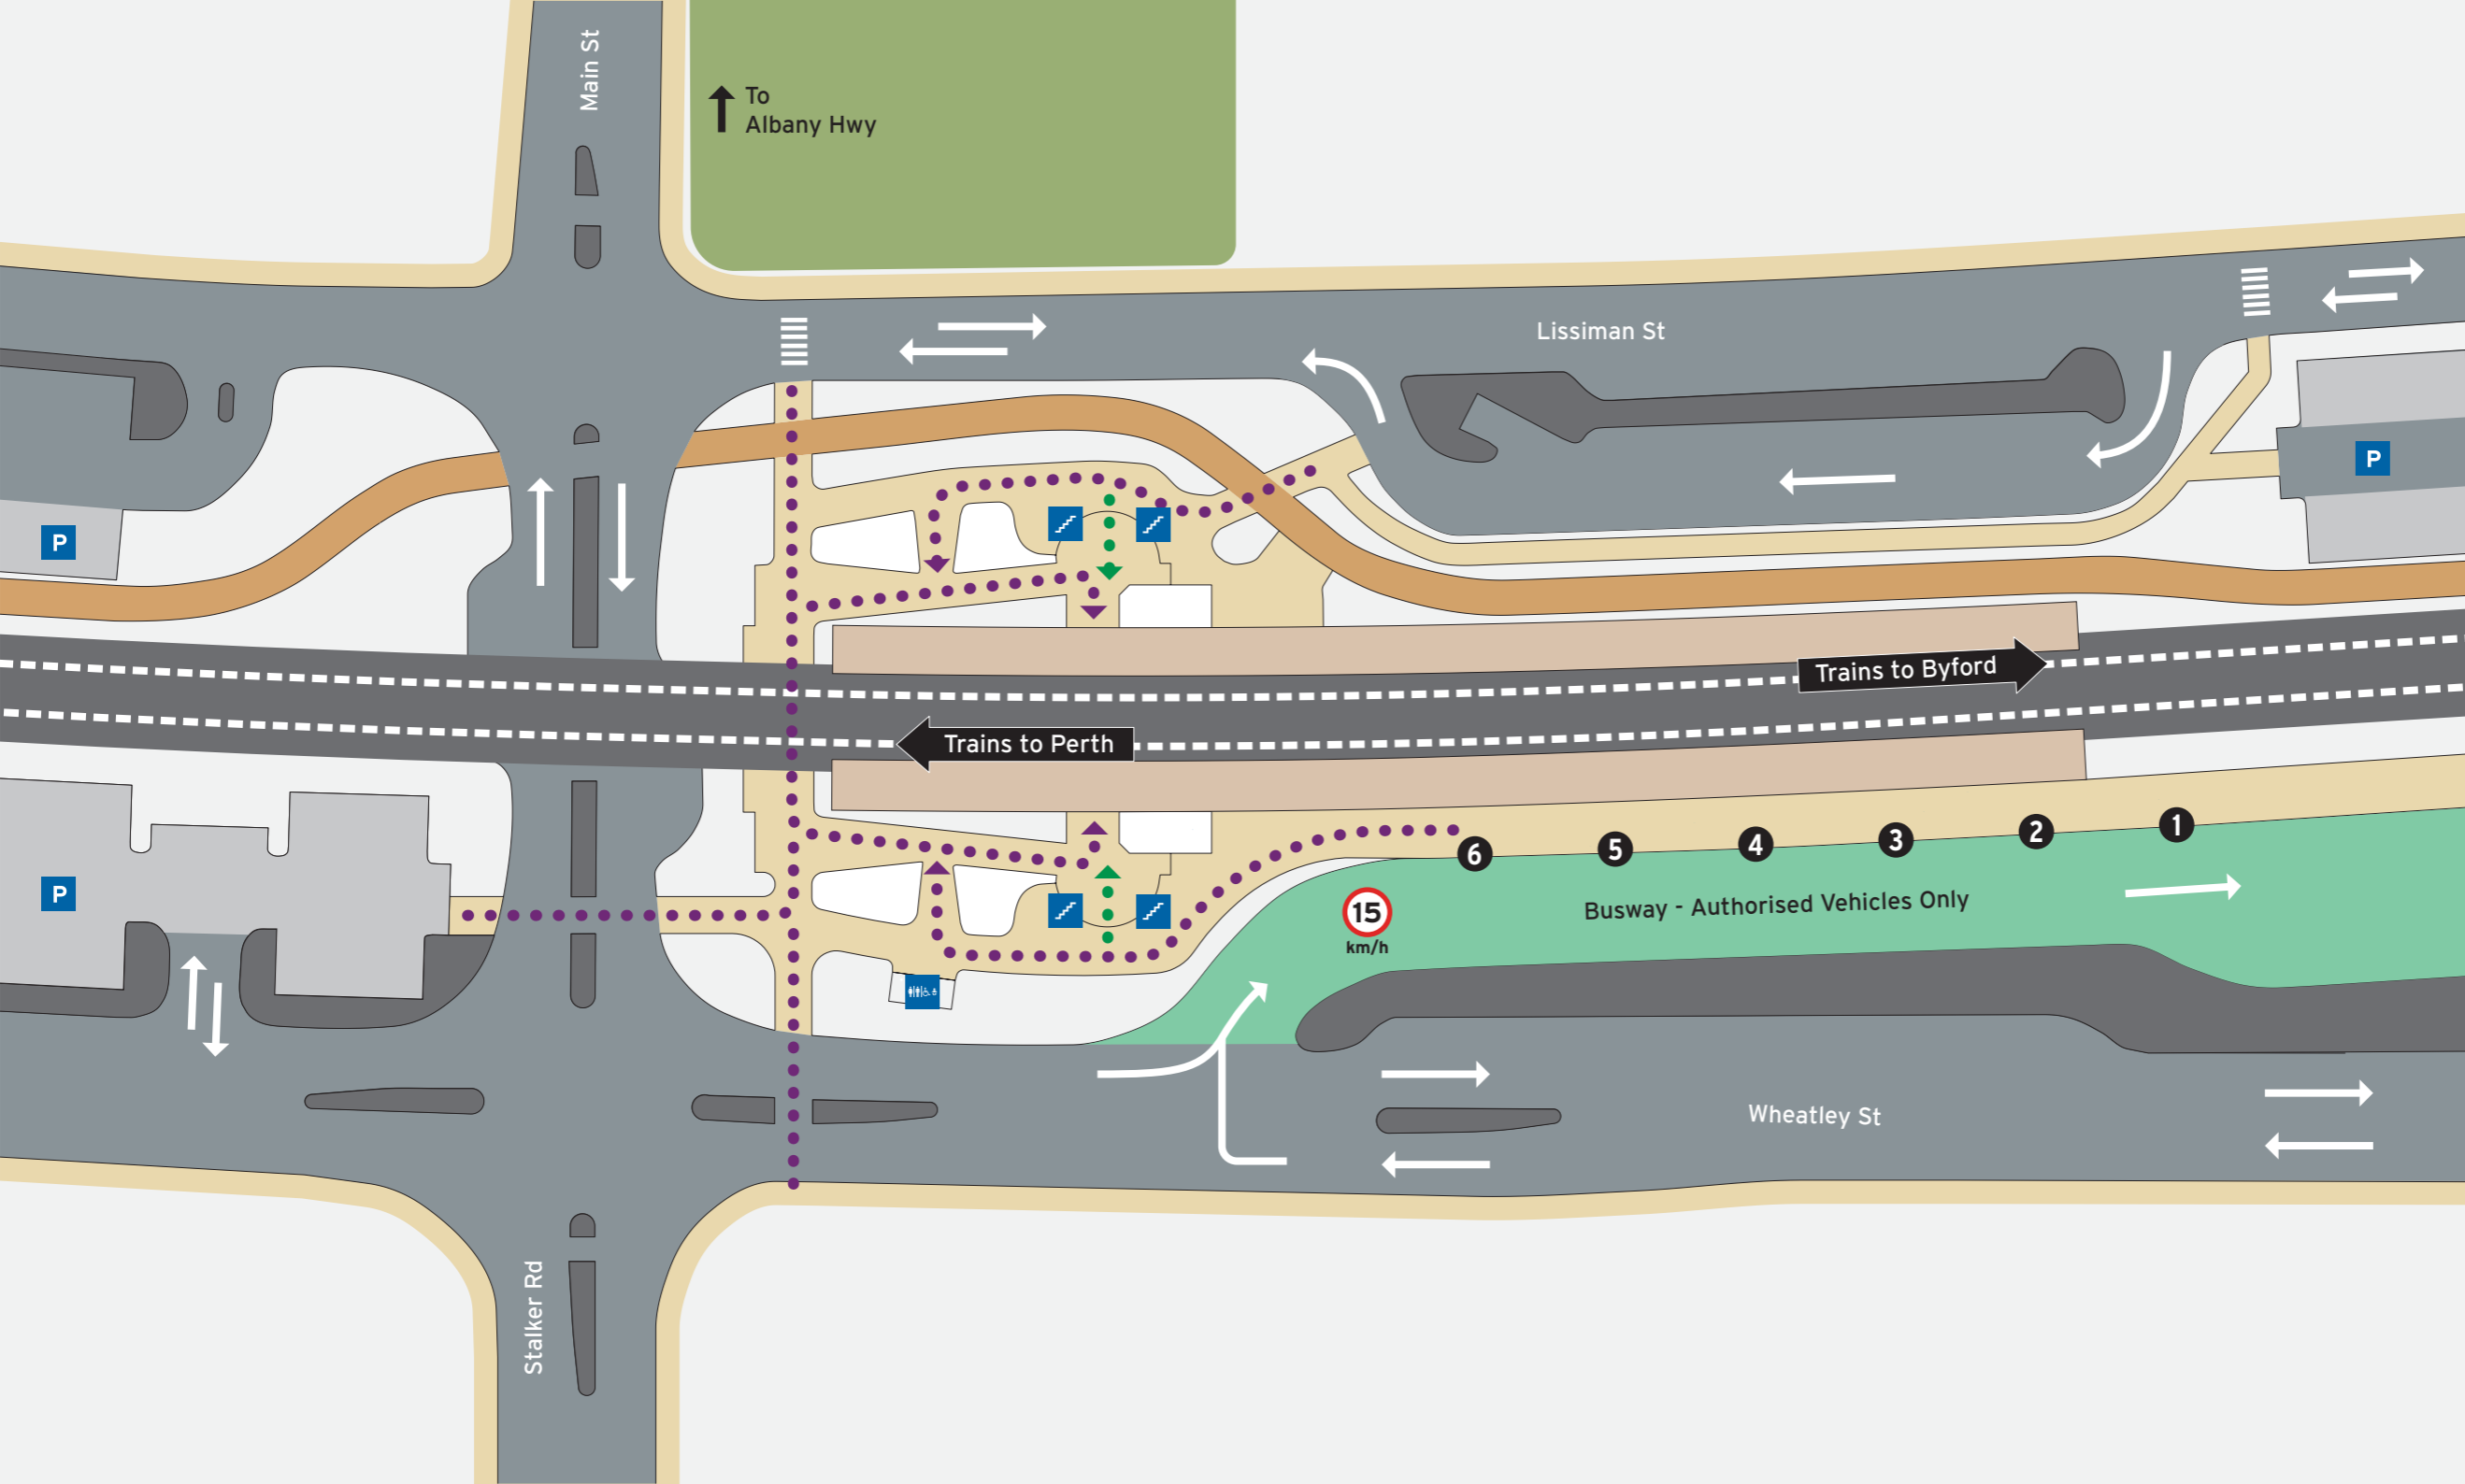 Main St
To
Albany Hwy
Lissiman St
P
P
Trains to Byford
Trains to Perth
1
2
3
4
5
6
P
15
km/h
Busway - Authorised Vehicles Only
Wheatley St
Stalker Rd